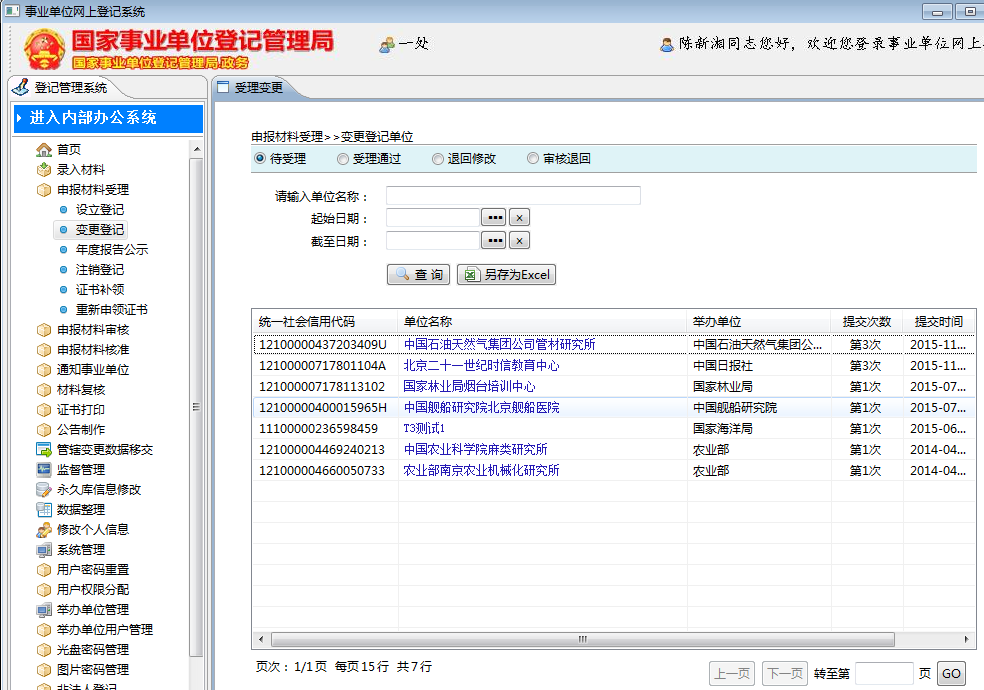 事业单位网上登记系统
国家事业单位登记管理局
国家事业单位登记管理局.政务
一处
陈新湘同志您好，欢迎您登录事业单位网上
登记管理系统
受理变更
进入内部办公系统
首页
录入材料
申报材料受理
设立登记
变更登记
年度报告公示
注销登记
证书补领
重新申领证书
申报材料审核
申报材料核准
通知事业单位
材料复核
证书打印
公告制作
管辖变更数据移交
监督管理
永久库信息修改
数据整理
修改个人信息
系统管理
用户密码重置
用户权限分配
举办单位管理
举办单位用户管理
光盘密码管理
图片密码管理
非法人登记
申报材料受理>>变更登记单位
待受理 受理通过 退回修改 审核退回
请输入单位名称：
起始日期： ... x
截至日期： ... x
查 询 另存为Excel
统一社会信用代码 单位名称 举办单位 提交次数 提交时间
12100000437203409U 中国石油天然气集团公司管材研究所 中国石油天然气集团公... 第3次 2015-11...
12100000717801104A 北京二十一世纪时信教育中心 中国日报社 第3次 2015-11...
121000007178113102 国家林业局烟台培训中心 国家林业局 第1次 2015-07...
12100000400015965H 中国舰船研究院北京舰船医院 中国舰船研究院 第1次 2015-07...
11100000236598459 T3测试1 国家海洋局 第1次 2015-06...
121000004469240213 中国农业科学院麻类研究所 农业部 第1次 2014-04...
121000004660050733 农业部南京农业机械化研究所 农业部 第1次 2014-04...
页次：1/1页 每页15行 共7行
上一页 下一页 转至第 页 GO